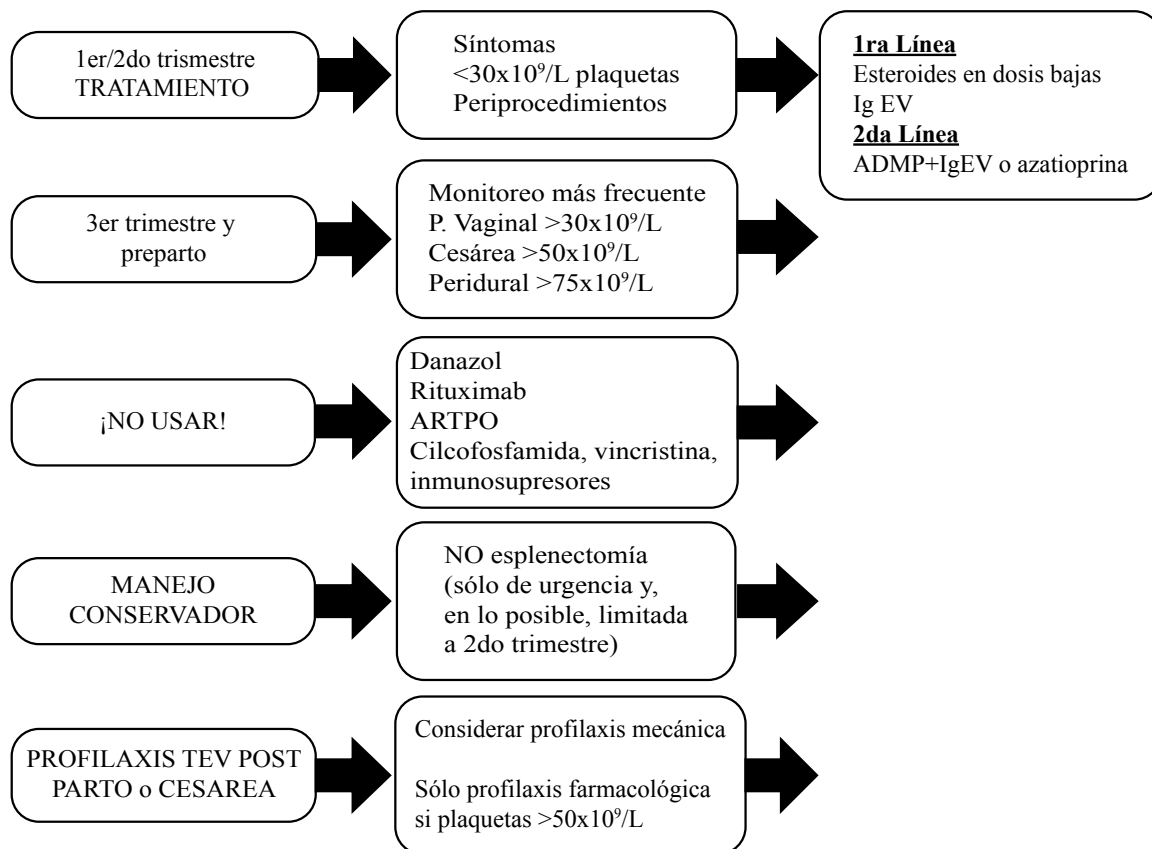 1er/2do trismestre
TRATAMIENTO
Síntomas
<30x10⁹/L plaquetas
Periprocedimientos
1ra Línea
Esteroides en dosis bajas
Ig EV
2da Línea
ADMP+IgEV o azatioprina
3er trimestre y
preparto
Monitoreo más frecuente
P. Vaginal >30x10⁹/L
Cesárea >50x10⁹/L
Peridural >75x10⁹/L
¡NO USAR!
Danazol
Rituximab
ARTPO
Cilcofosfamida, vincristina,
inmunosupresores
MANEJO
CONSERVADOR
NO esplenectomía
(sólo de urgencia y,
en lo posible, limitada
a 2do trimestre)
PROFILAXIS TEV POST
PARTO o CESAREA
Considerar profilaxis mecánica
Sólo profilaxis farmacológica
si plaquetas >50x10⁹/L